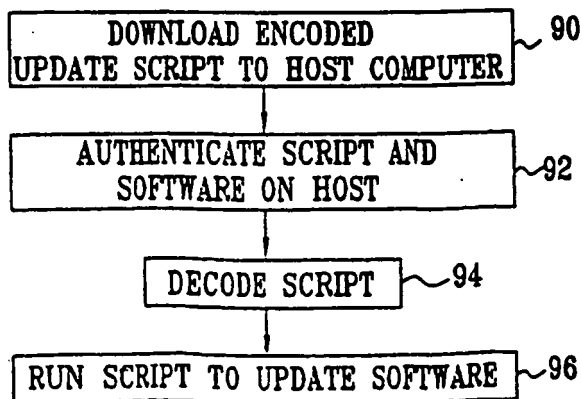 DOWNLOAD ENCODED
UPDATE SCRIPT TO HOST COMPUTER
90
AUTHENTICATE SCRIPT AND
SOFTWARE ON HOST
92
DECODE SCRIPT
94
RUN SCRIPT TO UPDATE SOFTWARE
96